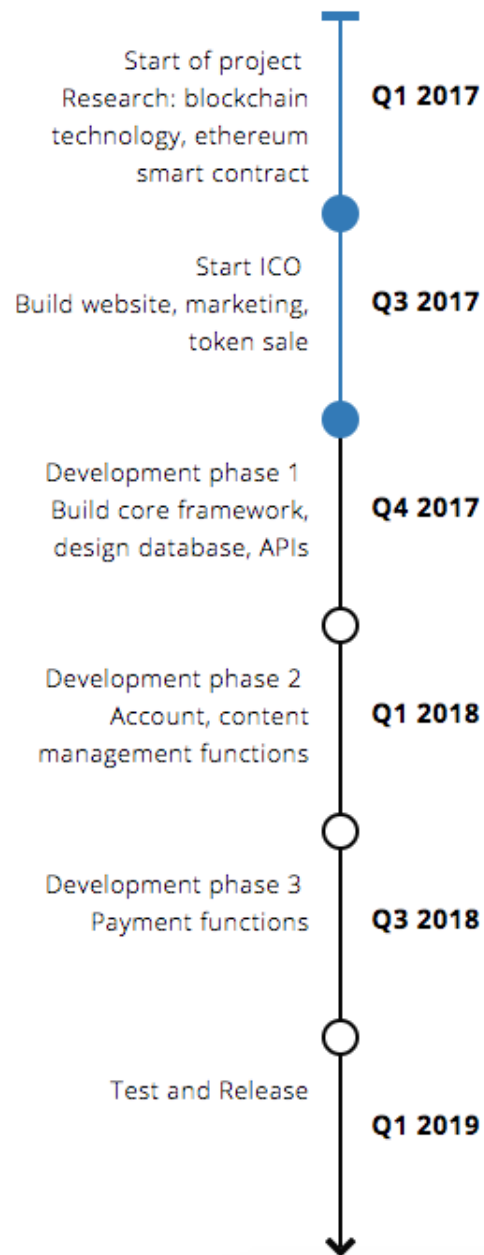 Start of project
Research: blockchain
technology, ethereum
smart contract
Q1 2017
Start ICO
Build website, marketing,
token sale
Q3 2017
Development phase 1
Build core framework,
design database, APIs
Q4 2017
Development phase 2
Account, content
management functions
Q1 2018
Development phase 3
Payment functions
Q3 2018
Test and Release
Q1 2019